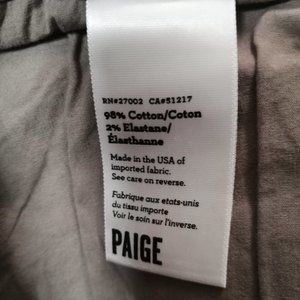 RN#27002 CA#51217
98% Cotton/Coton
2% Elastane/
Élasthanne
Made in the USA of
imported fabric.
See care on reverse.
Fabrique aux etats-unis
du tissu importe
Voir le soin sur l'inverse.
PAIGE